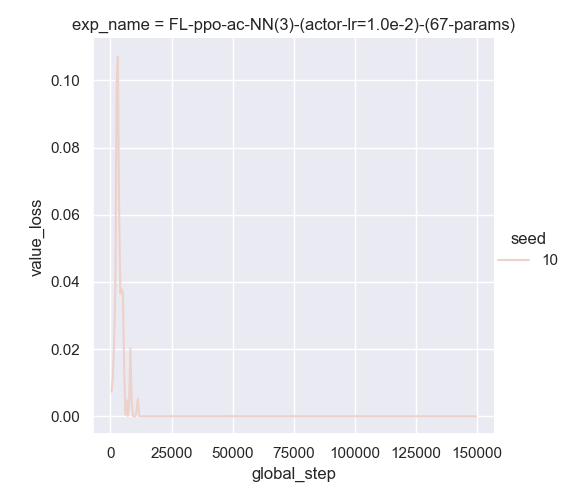 exp_name = FL-ppo-ac-NN(3)-(actor-lr=1.0e-2)-(67-params)
0.10
0.08
0.06
0.04
0.02
0.00
value_loss
seed
10
0 25000 50000 75000 100000 125000 150000
global_step